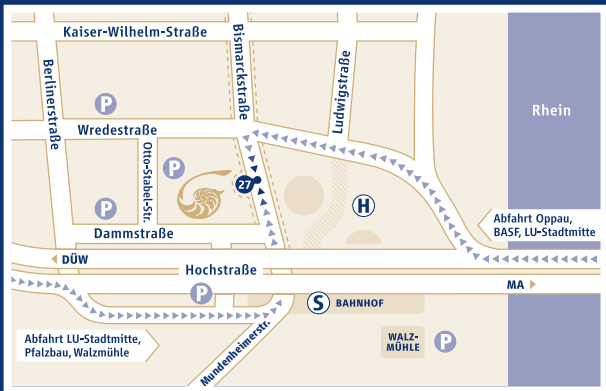 Kaiser-Wilhelm-Straße
Berlinerstraße
Bismarckstraße
Ludwigstraße
Rhein
P
Wredestraße
Otto-Stabel-Str.
P
27
P
H
Dammstraße
Abfahrt Oppau,
BASF, LU-Stadtmitte
DÜW
Hochstraße
MA
P
S BAHNHOF
Abfahrt LU-Stadtmitte,
Pfalzbau, Walzmühle
Mundenheimerstr.
WALZ-
MÜHLE
P